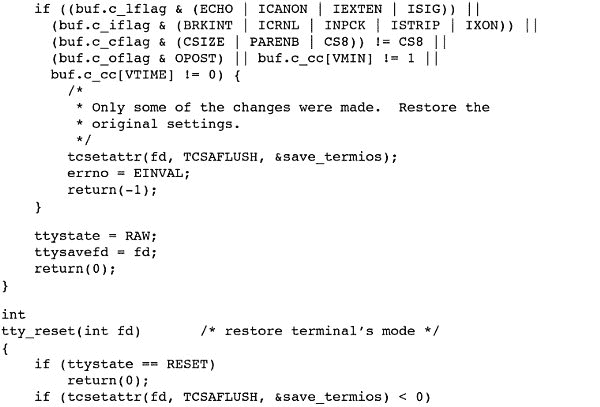 if ((buf.c_lflag & (ECHO | ICANON | IEXTEN | ISIG)) ||
      (buf.c_iflag & (BRKINT | ICRNL | INPCK | ISTRIP | IXON)) ||
      (buf.c_cflag & (CSIZE | PARENB | CS8)) != CS8 ||
      (buf.c_oflag & OPOST) || buf.c_cc[VMIN] != 1 ||
      buf.c_cc[VTIME] != 0) {
        /*
         * Only some of the changes were made.  Restore the
         * original settings.
         */
        tcsetattr(fd, TCSAFLUSH, &save_termios);
        errno = EINVAL;
        return(-1);
    }
    ttystate = RAW;
    ttysavefd = fd;
    return(0);
}
int
tty_reset(int fd)       /* restore terminal's mode */
{
    if (ttystate == RESET)
        return(0);
    if (tcsetattr(fd, TCSAFLUSH, &save_termios) < 0)